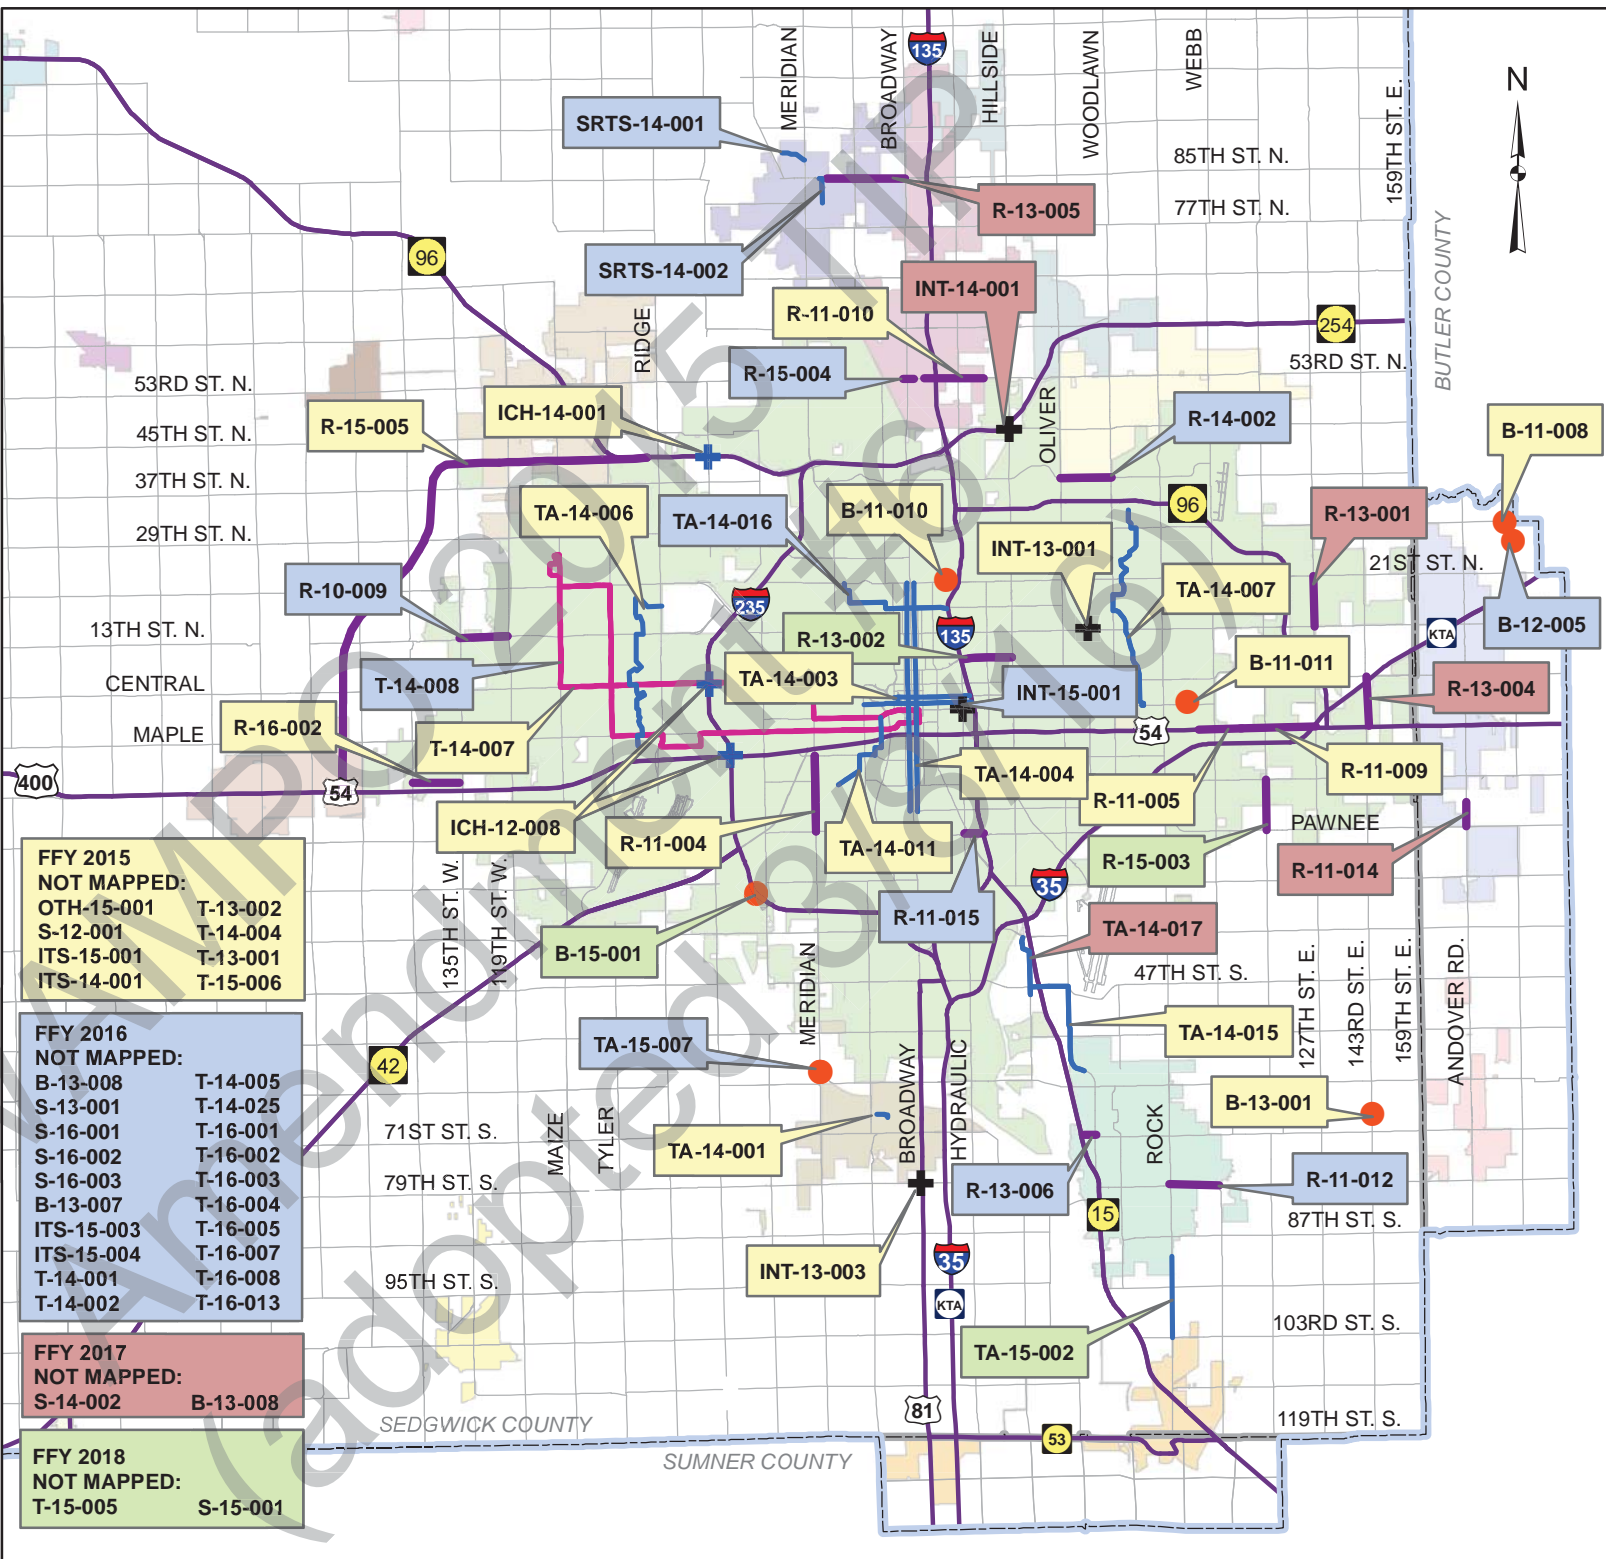 135
MERIDIAN
BROADWAY
HILLSIDE
WOODLAWN
WEBB
159TH ST. E.
N
SRTS-14-001
85TH ST. N.
R-13-005
77TH ST. N.
96
SRTS-14-002
INT-14-001
BUTLER COUNTY
R-11-010
RIDGE
254
53RD ST. N.
R-15-004
53RD ST. N.
ICH-14-001
R-15-005
R-14-002
OLIVER
B-11-008
45TH ST. N.
37TH ST. N.
TA-14-006
TA-14-016
B-11-010
96
R-13-001
29TH ST. N.
INT-13-001
21ST ST. N.
R-10-009
TA-14-007
235
13TH ST. N.
R-13-002
135
KTA
B-12-005
B-11-011
CENTRAL
T-14-008
TA-14-003
INT-15-001
R-13-004
MAPLE
R-16-002
T-14-007
54
400
54
TA-14-004
R-11-009
R-11-005
ICH-12-008
R-11-004
TA-14-011
PAWNEE
R-15-003
R-11-014
FFY 2015
NOT MAPPED:
OTH-15-001 T-13-002
S-12-001 T-14-004
ITS-15-001 T-13-001
ITS-14-001 T-15-006
135TH ST. W.
119TH ST. W.
35
R-11-015
TA-14-017
B-15-001
MERIDIAN
47TH ST. S.
127TH ST. E.
143RD ST. E.
159TH ST. E.
ANDOVER RD.
TA-14-015
FFY 2016
NOT MAPPED:
B-13-008 T-14-005
S-13-001 T-14-025
S-16-001 T-16-001
S-16-002 T-16-002
S-16-003 T-16-003
B-13-007 T-16-004
ITS-15-003 T-16-005
ITS-15-004 T-16-007
T-14-001 T-16-008
T-14-002 T-16-013
42
TA-15-007
BROADWAY
HYDRAULIC
B-13-001
71ST ST. S.
MAIZE
TYLER
TA-14-001
ROCK
79TH ST. S.
R-13-006
R-11-012
15
87TH ST. S.
INT-13-003
35
KTA
95TH ST. S.
103RD ST. S.
TA-15-002
FFY 2017
NOT MAPPED:
S-14-002 B-13-008
81
119TH ST. S.
SEDGWICK COUNTY
53
SUMNER COUNTY
FFY 2018
NOT MAPPED:
T-15-005 S-15-001
WAMPO 2015 TIP
Amendment #6
(adopted 3/8/16)